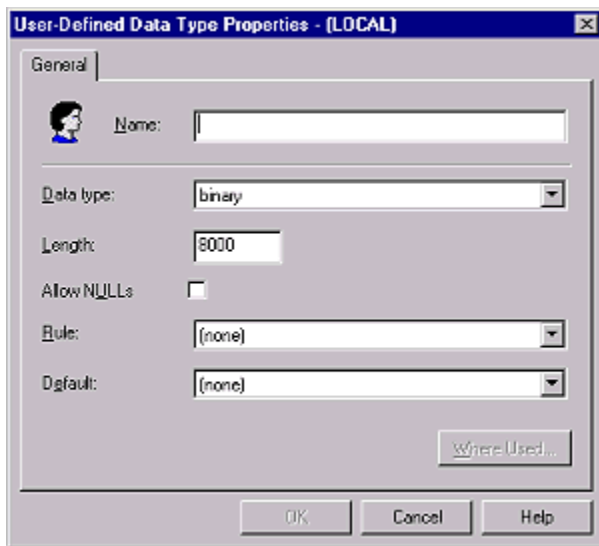 User-Defined Data Type Properties - (LOCAL)
General
Name:
Data type: binary
Length: 8000
Allow NULLs
Rule: (none)
Default: (none)
Where Used...
OK Cancel Help